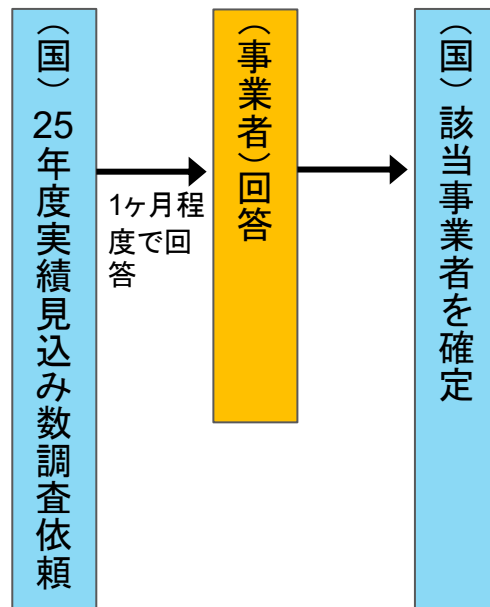 （国）25年度実績見込み数調査依頼
1ヶ月程
度で回
答
（事業者）回答
（国）該当事業者を確定